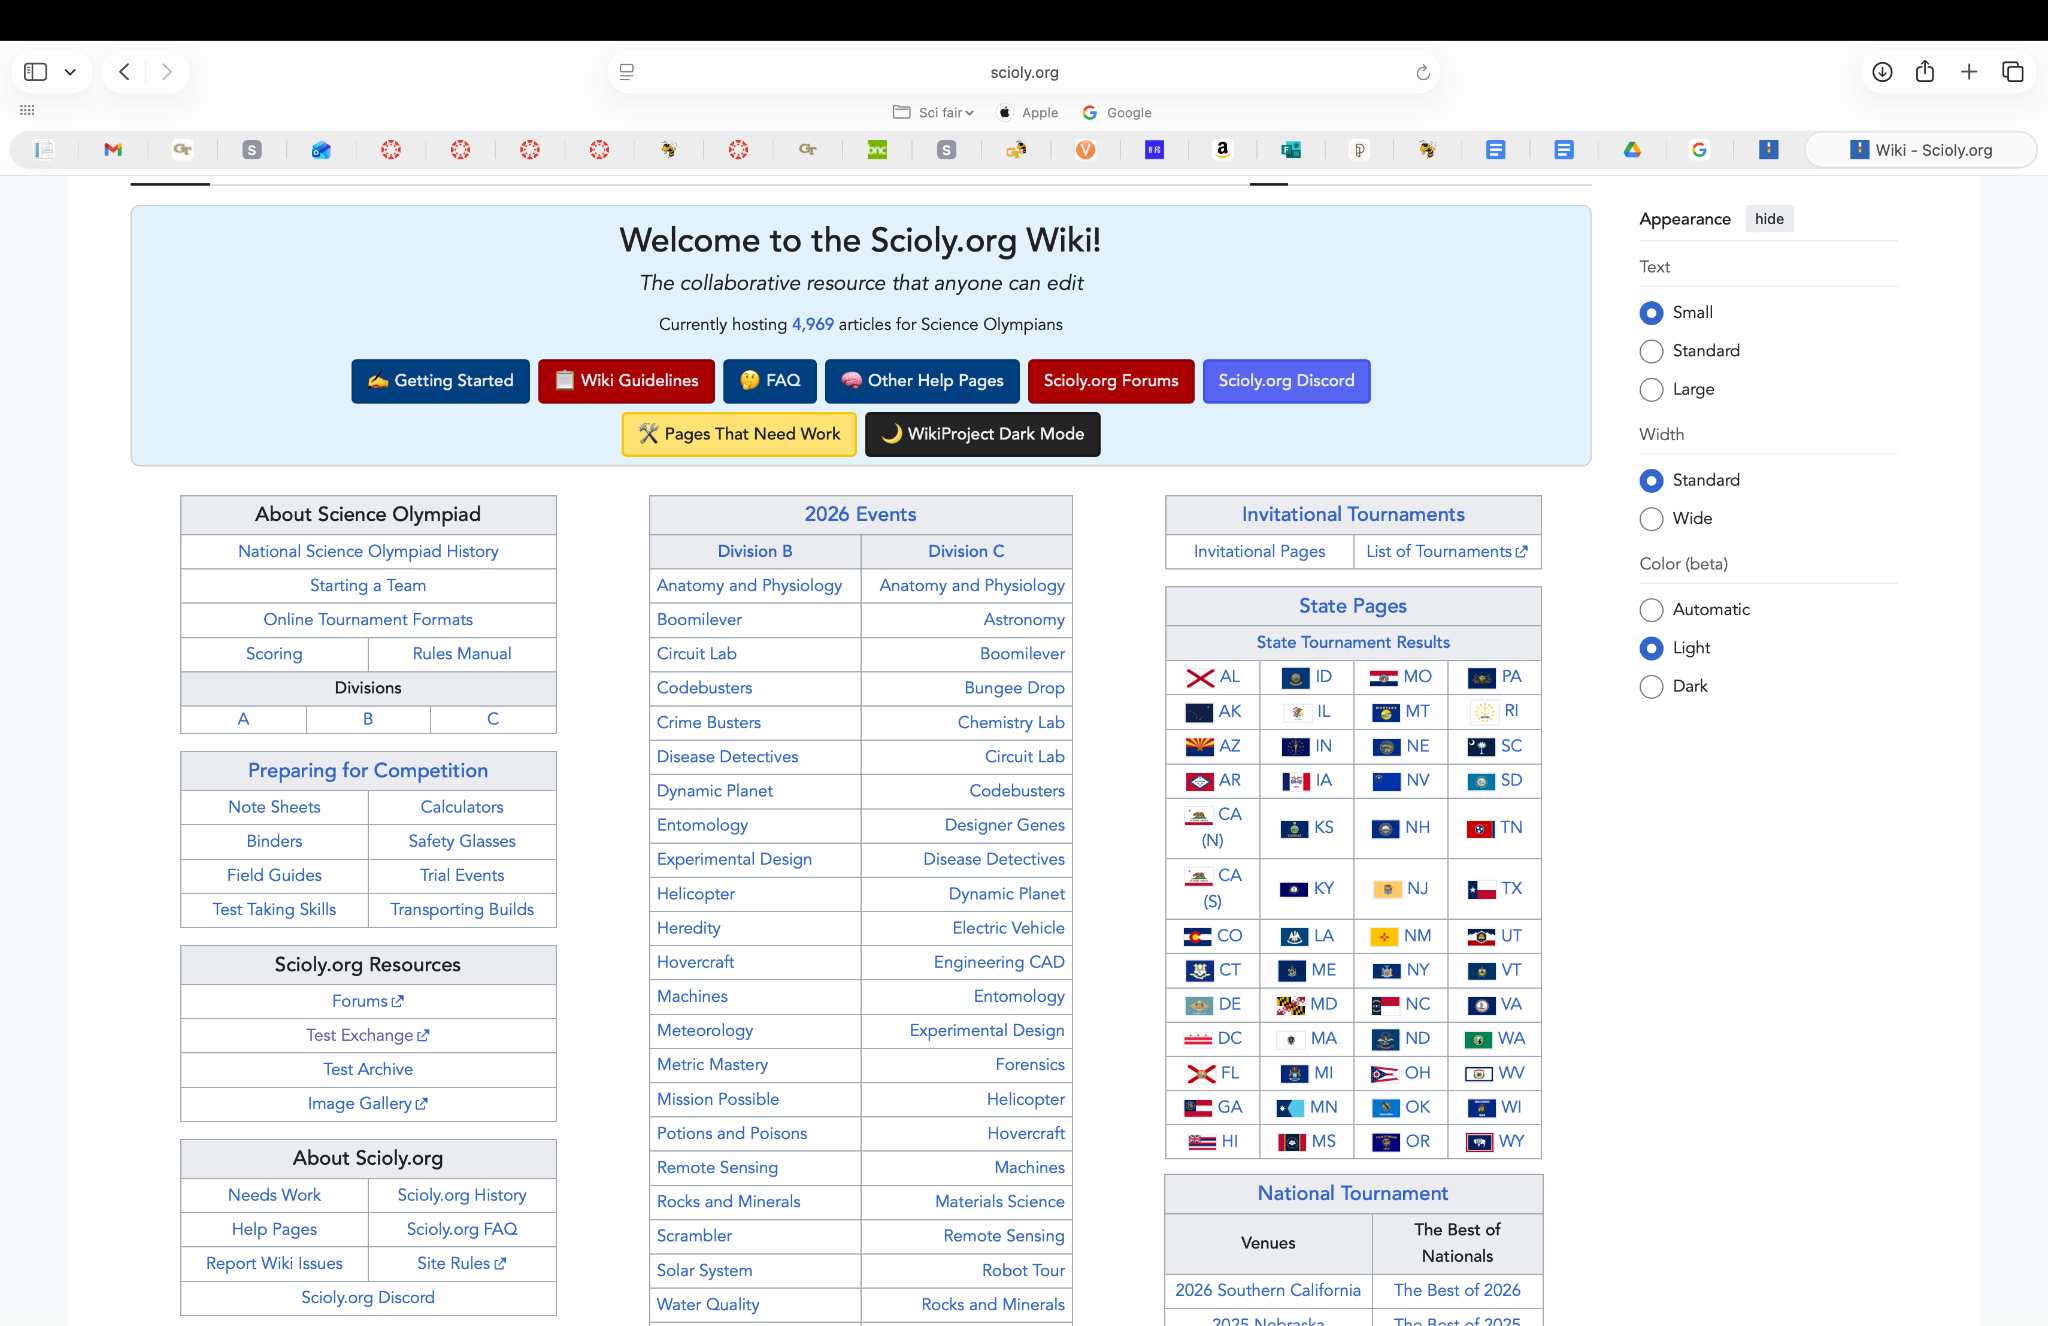 scioly.org
Sci fair
Apple
Google
Wiki - Scioly.org
Welcome to the Scioly.org Wiki!
The collaborative resource that anyone can edit
Currently hosting 4,969 articles for Science Olympians
Getting Started
Wiki Guidelines
FAQ
Other Help Pages
Scioly.org Forums
Scioly.org Discord
Pages That Need Work
WikiProject Dark Mode
About Science Olympiad
National Science Olympiad History
Starting a Team
Online Tournament Formats
Scoring Rules Manual
Divisions
A B C
Preparing for Competition
Note Sheets Calculators
Binders Safety Glasses
Field Guides Trial Events
Test Taking Skills Transporting Builds
Scioly.org Resources
Forums
Test Exchange
Test Archive
Image Gallery
About Scioly.org
Needs Work Scioly.org History
Help Pages Scioly.org FAQ
Report Wiki Issues Site Rules
Scioly.org Discord
2026 Events
Division B Division C
Anatomy and Physiology Anatomy and Physiology
Boomilever Astronomy
Circuit Lab Boomilever
Codebusters Bungee Drop
Crime Busters Chemistry Lab
Disease Detectives Circuit Lab
Dynamic Planet Codebusters
Entomology Designer Genes
Experimental Design Disease Detectives
Helicopter Dynamic Planet
Heredity Electric Vehicle
Hovercraft Engineering CAD
Machines Entomology
Meteorology Experimental Design
Metric Mastery Forensics
Mission Possible Helicopter
Potions and Poisons Hovercraft
Remote Sensing Machines
Rocks and Minerals Materials Science
Scrambler Remote Sensing
Solar System Robot Tour
Water Quality Rocks and Minerals
Invitational Tournaments
Invitational Pages List of Tournaments
State Pages
State Tournament Results
AL ID MO PA
AK IL MT RI
AZ IN NE SC
AR IA NV SD
CA (N) KS NH TN
CA (S) KY NJ TX
CO LA NM UT
CT ME NY VT
DE MD NC VA
DC MA ND WA
FL MI OH WV
GA MN OK WI
HI MS OR WY
National Tournament
Venues The Best of Nationals
2026 Southern California The Best of 2026
2025 Nebraska The Best of 2025
Appearance hide
Text
Small
Standard
Large
Width
Standard
Wide
Color (beta)
Automatic
Light
Dark